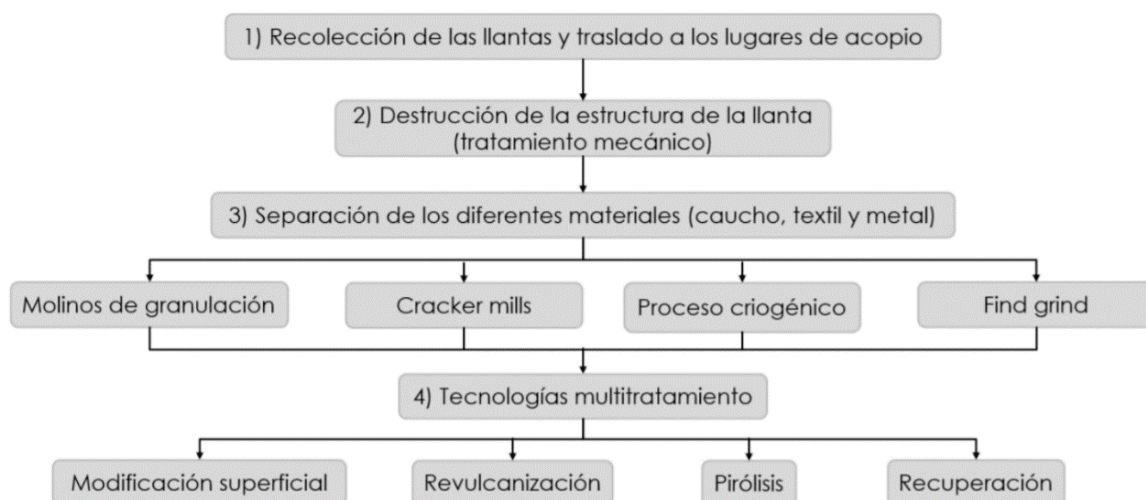 1) Recolección de las llantas y traslado a los lugares de acopio
2) Destrucción de la estructura de la llanta
(tratamiento mecánico)
3) Separación de los diferentes materiales (caucho, textil y metal)
Molinos de granulación
Cracker mills
Proceso criogénico
Find grind
4) Tecnologías multitratamiento
Modificación superficial
Revulcanización
Pirólisis
Recuperación